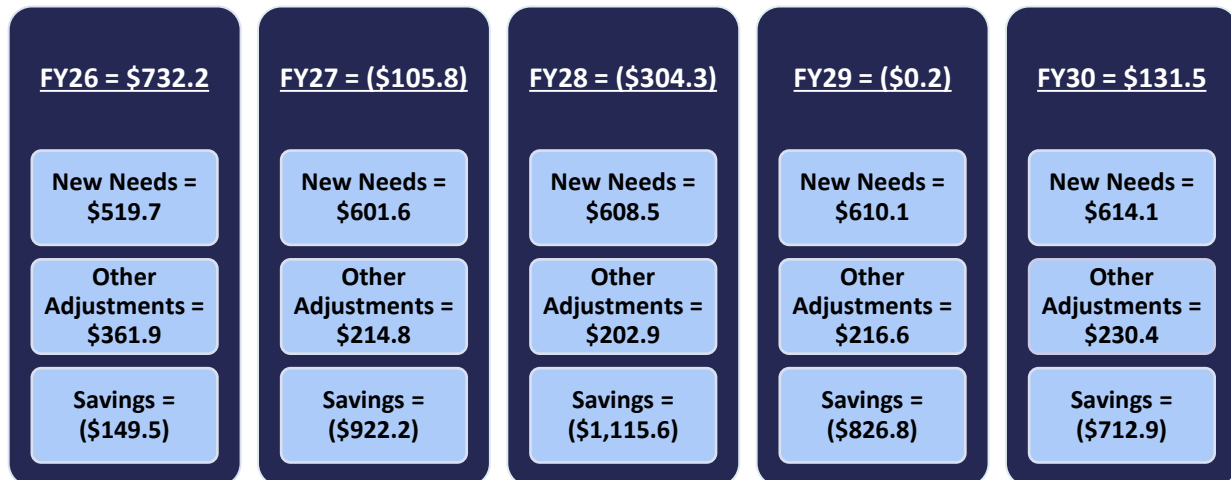 FY26 = $732.2
New Needs =
$519.7
Other
Adjustments =
$361.9
Savings =
($149.5)
FY27 = ($105.8)
New Needs =
$601.6
Other
Adjustments =
$214.8
Savings =
($922.2)
FY28 = ($304.3)
New Needs =
$608.5
Other
Adjustments =
$202.9
Savings =
($1,115.6)
FY29 = ($0.2)
New Needs =
$610.1
Other
Adjustments =
$216.6
Savings =
($826.8)
FY30 = $131.5
New Needs =
$614.1
Other
Adjustments =
$230.4
Savings =
($712.9)